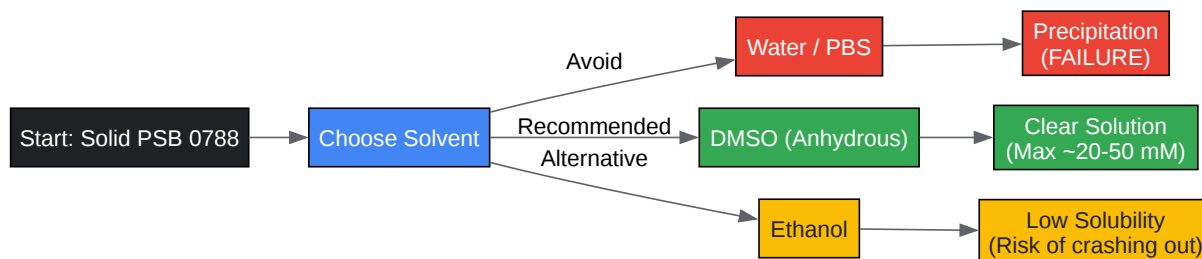 Start: Solid PSB 0788
Choose Solvent
Avoid
Water / PBS
Precipitation
(FAILURE)
Recommended
DMSO (Anhydrous)
Clear Solution
(Max ~20-50 mM)
Alternative
Ethanol
Low Solubility
(Risk of crashing out)